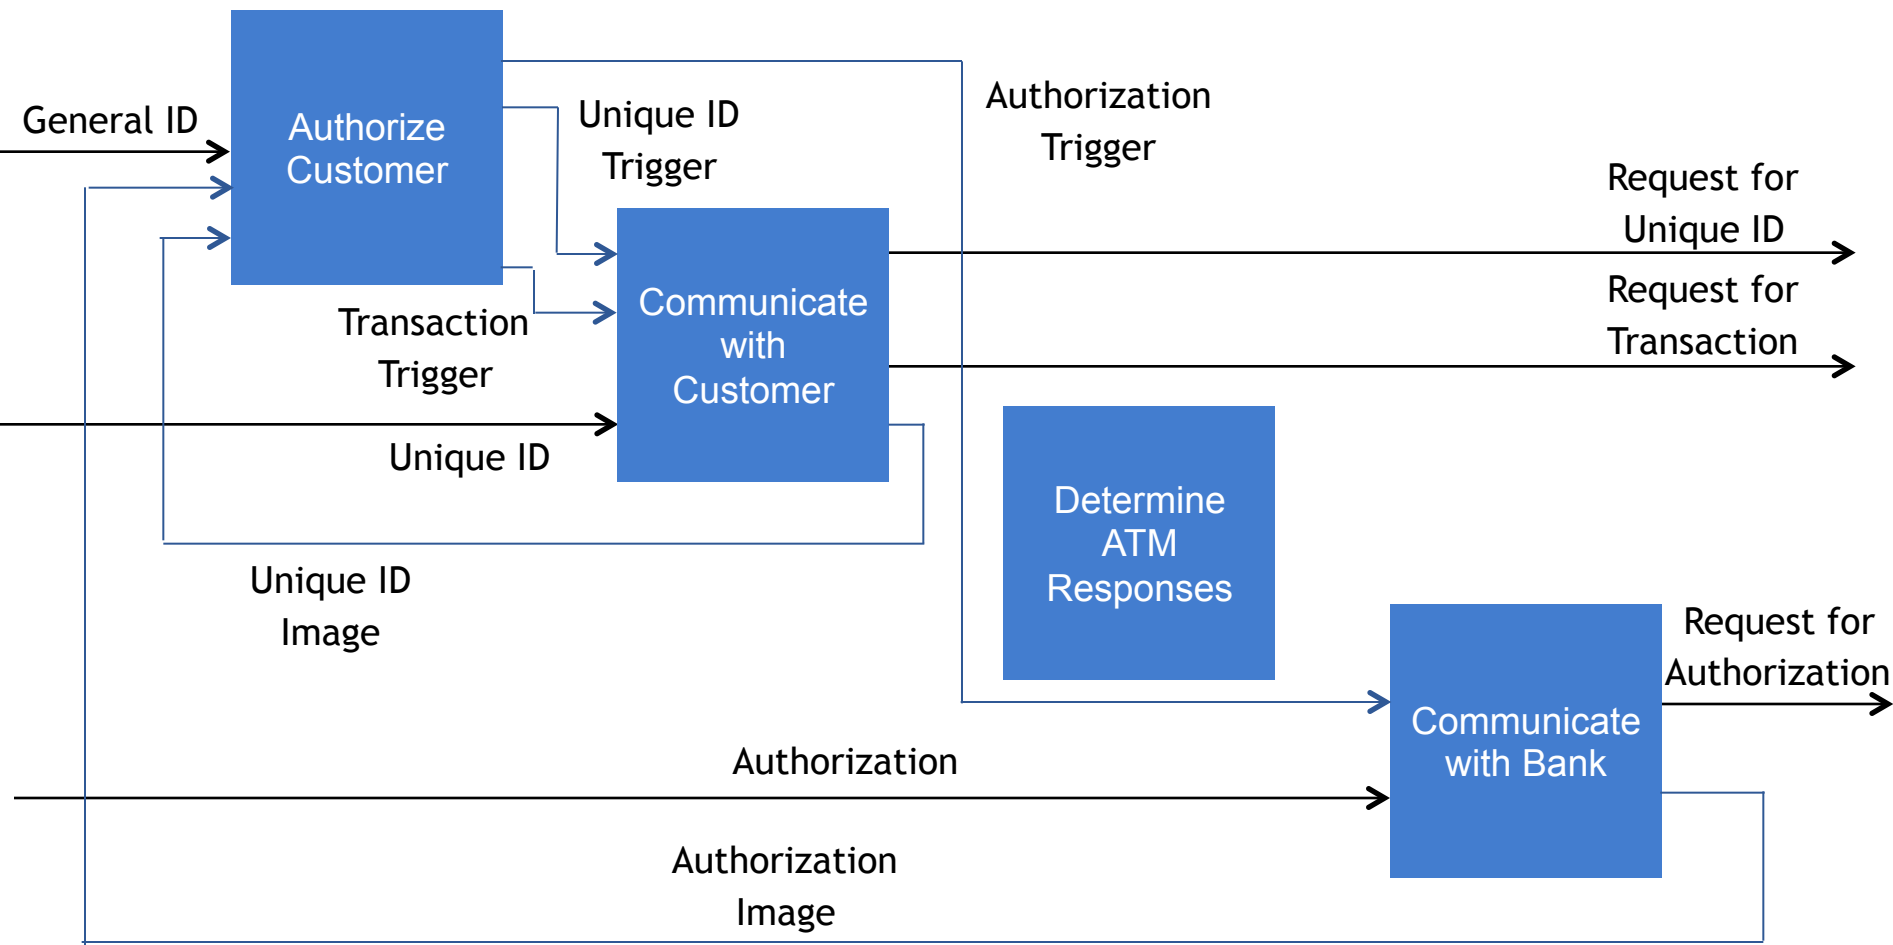 General ID
Authorize
Customer
Unique ID
Trigger
Authorization
Trigger
Request for
Unique ID
Request for
Transaction
Transaction
Trigger
Communicate
with
Customer
Unique ID
Unique ID
Image
Determine
ATM
Responses
Communicate
with Bank
Request for
Authorization
Authorization
Authorization
Image